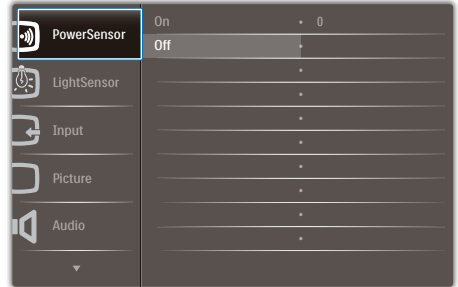 PowerSensor
On 0
Off
LightSensor
Input
Picture
Audio